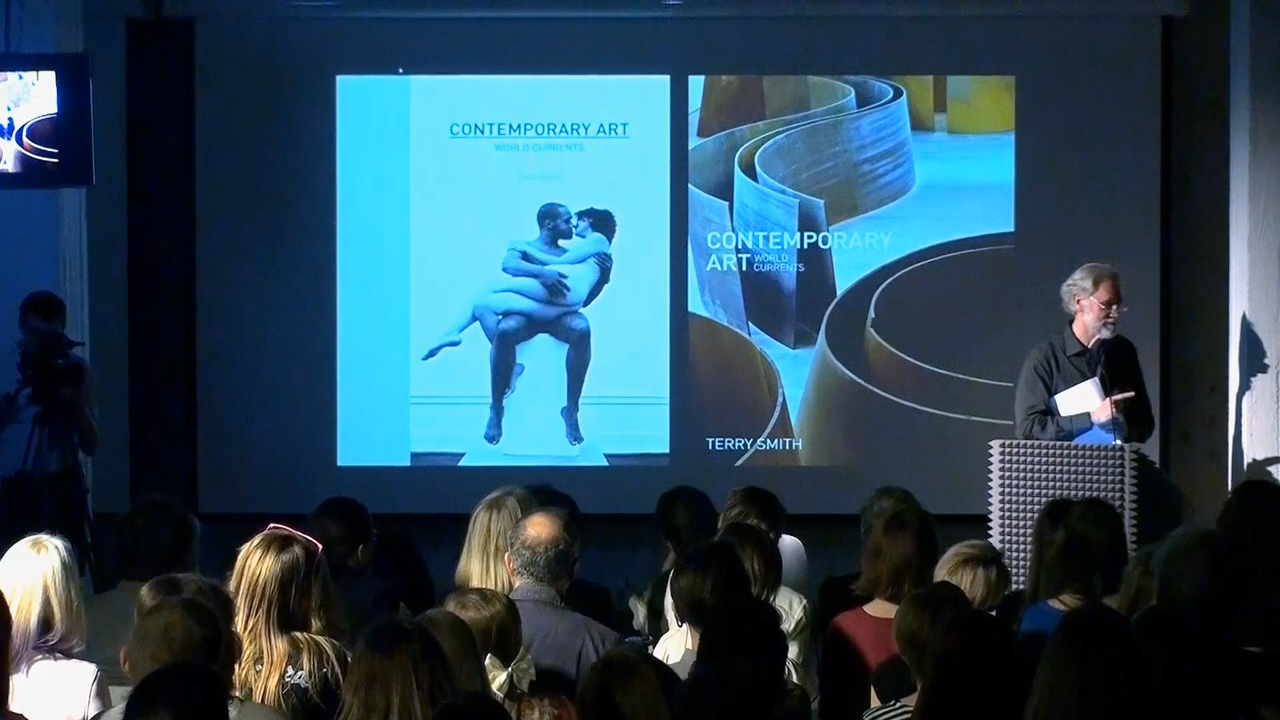 CONTEMPORARY ART
WORLD CURRENTS
CONTEMPORARY
ART WORLD
CURRENTS
TERRY SMITH